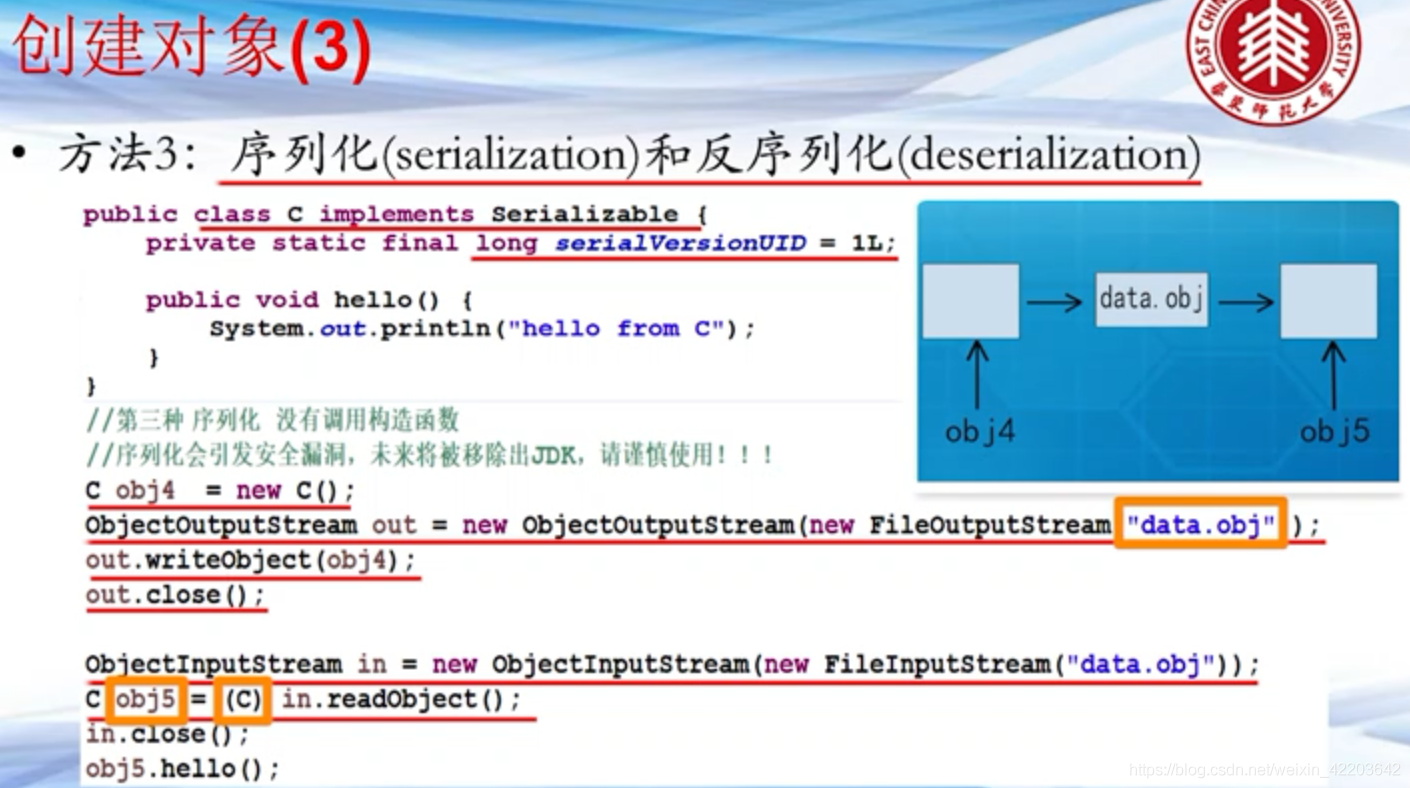 创建对象(3)
EAST CHINA NORMAL UNIVERSITY
华东师范大学
• 方法3：序列化(serialization)和反序列化(deserialization)
public class C implements Serializable {
private static final long serialVersionUID = 1L;
public void hello() {
System.out.println("hello from C");
}
}
data.obj
obj4
obj5
//第三种 序列化 没有调用构造函数
//序列化会引发安全漏洞，未来将被移除出JDK，请谨慎使用！！！
C obj4 = new C();
ObjectOutputStream out = new ObjectOutputStream(new FileOutputStream "data.obj" );
out.writeObject(obj4);
out.close();
ObjectInputStream in = new ObjectInputStream(new FileInputStream("data.obj"));
C obj5 = (C) in.readObject();
in.close();
obj5.hello();
https://blog.csdn.net/weixin_42203642